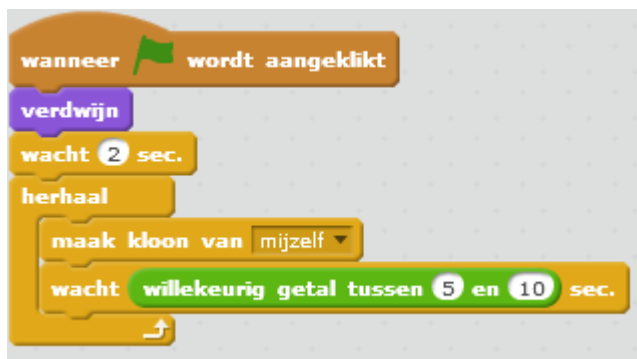 wanneer wordt aangeklikt
verdwijn
wacht 2 sec.
herhaal
maak kloon van mijzelf
wacht willekeurig getal tussen 5 en 10 sec.